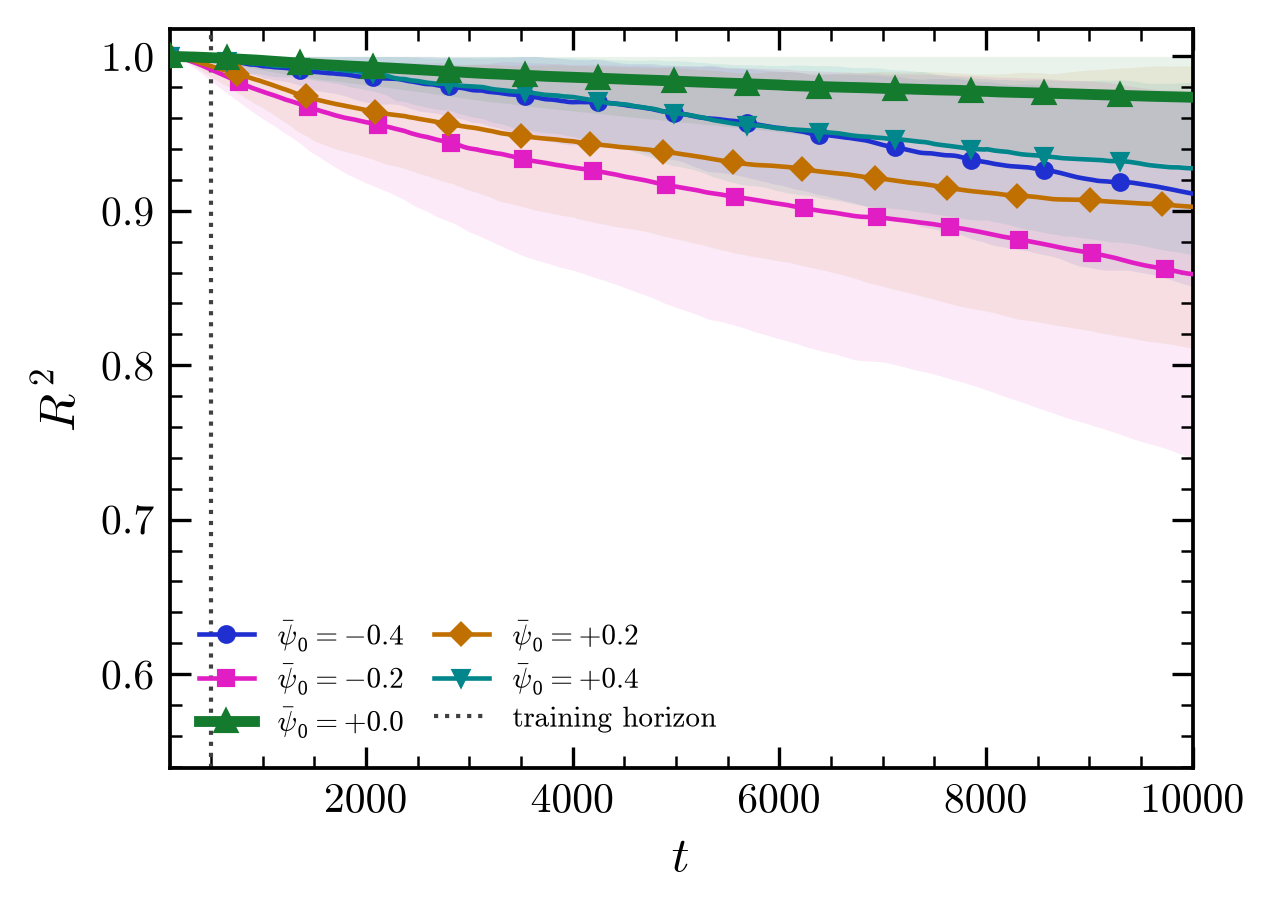 1.0
0.9
0.8
0.7
0.6
R²
ψ̄₀ = −0.4
ψ̄₀ = −0.2
ψ̄₀ = +0.0
ψ̄₀ = +0.2
ψ̄₀ = +0.4
training horizon
2000 4000 6000 8000 10000
t